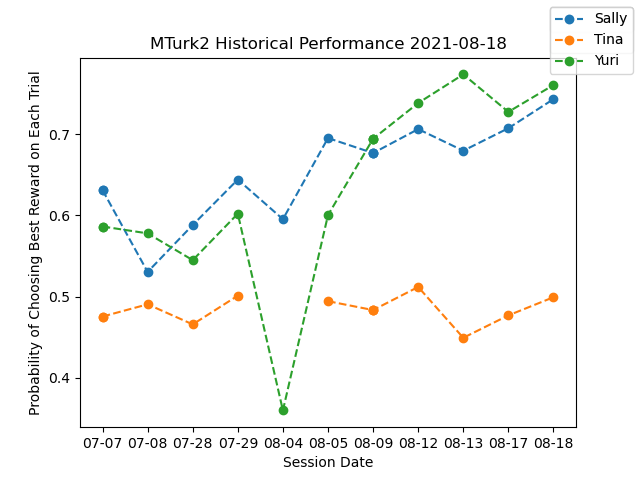 MTurk2 Historical Performance 2021-08-18
Sally
Tina
Yuri
Probability of Choosing Best Reward on Each Trial
0.7
0.6
0.5
0.4
07-07 07-08 07-28 07-29 08-04 08-05 08-09 08-12 08-13 08-17 08-18
Session Date